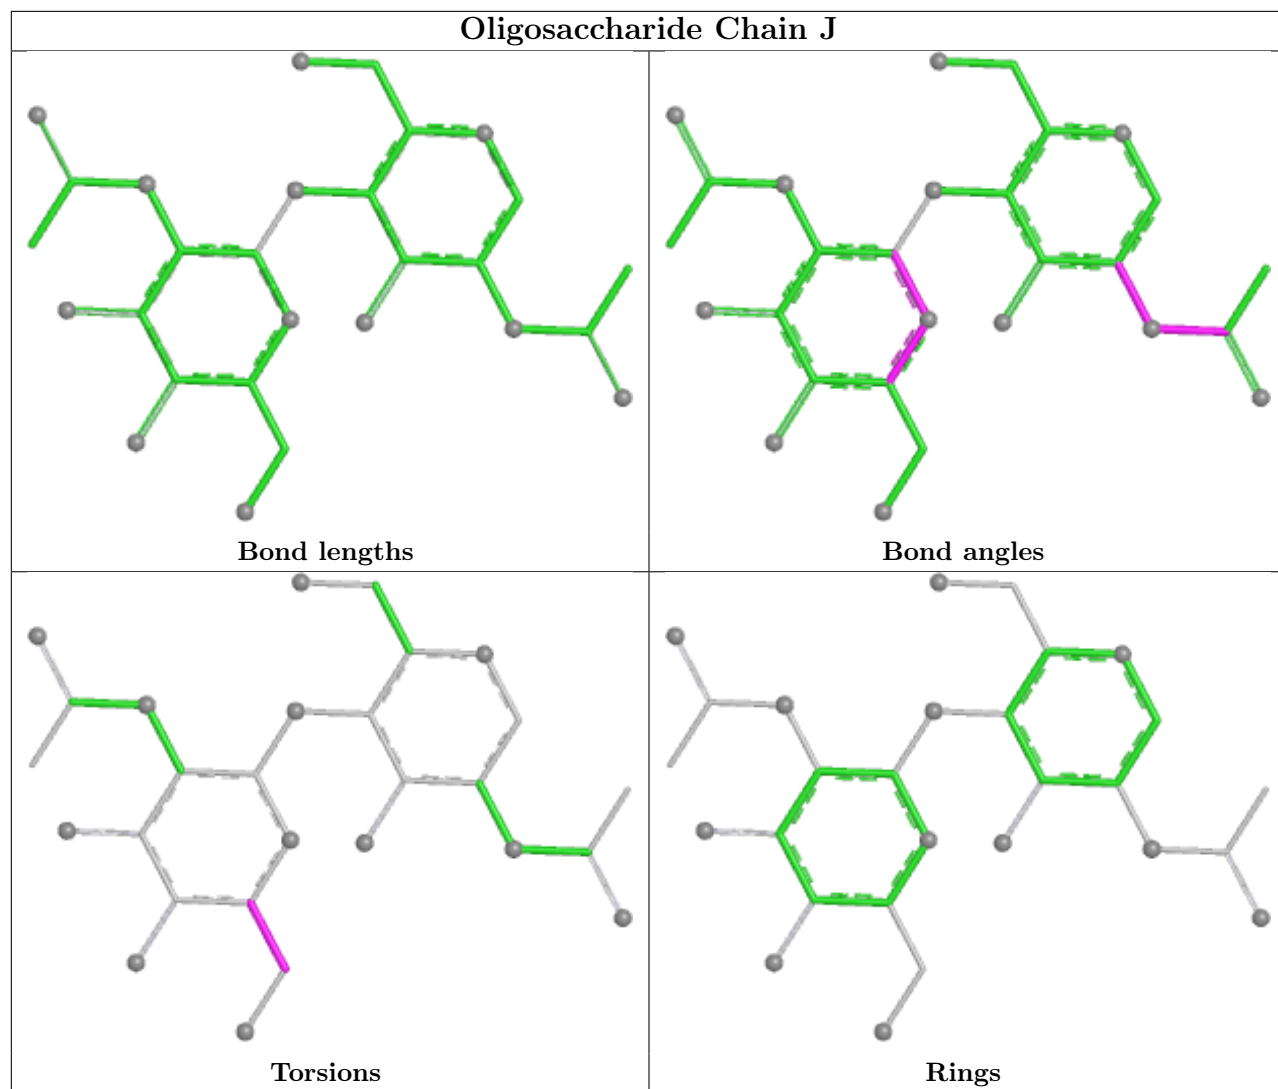 Oligosaccharide Chain J
Bond lengths
Bond angles
Torsions
Rings